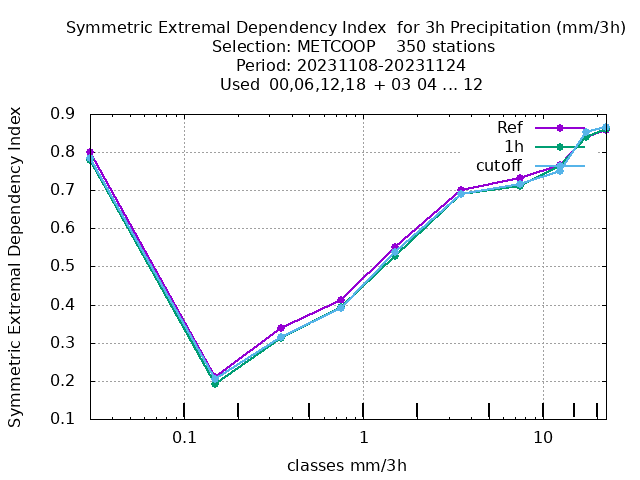 Symmetric Extremal Dependency Index  for 3h Precipitation (mm/3h)
Selection: METCOOP    350 stations
Period: 20231108-20231124
Used  00,06,12,18  + 03 04 ... 12
Symmetric Extremal Dependency Index
0.9
0.8
0.7
0.6
0.5
0.4
0.3
0.2
0.1
Ref
1h
cutoff
0.1
1
10
classes mm/3h